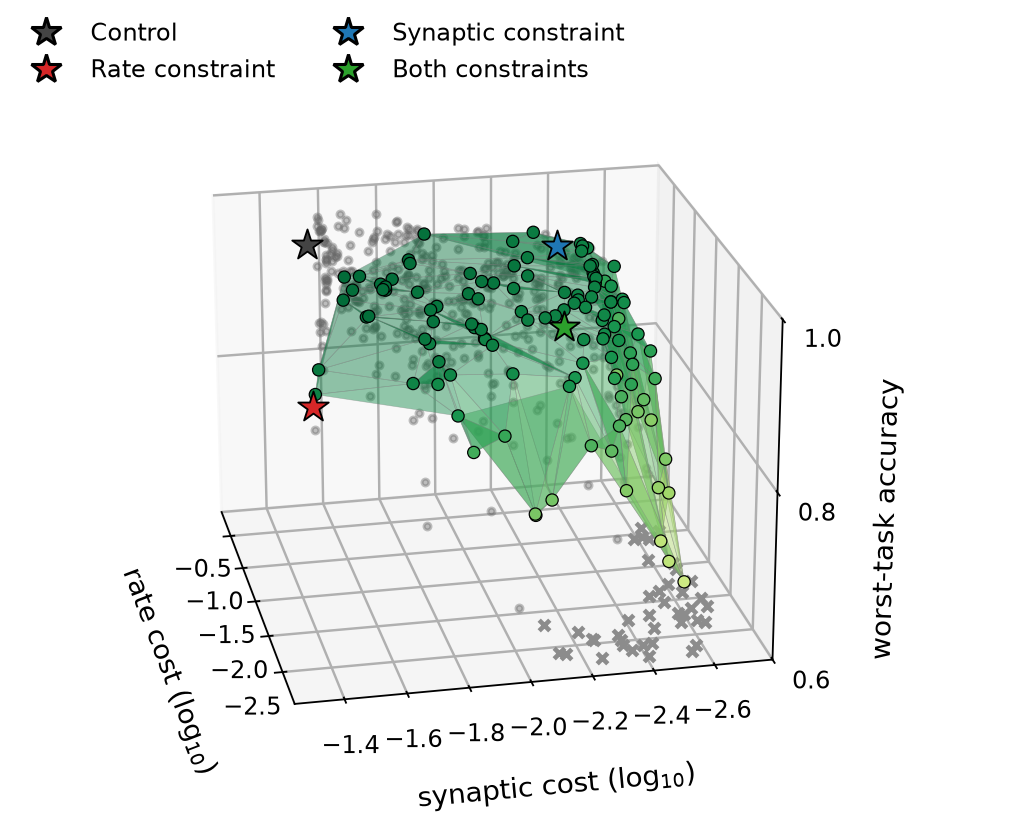 Control
Synaptic constraint
Rate constraint
Both constraints
1.0
0.8
0.6
worst-task accuracy
−0.5
−1.0
−1.5
−2.0
−2.5
rate cost (log₁₀)
−1.4 −1.6 −1.8 −2.0 −2.2 −2.4 −2.6
synaptic cost (log₁₀)